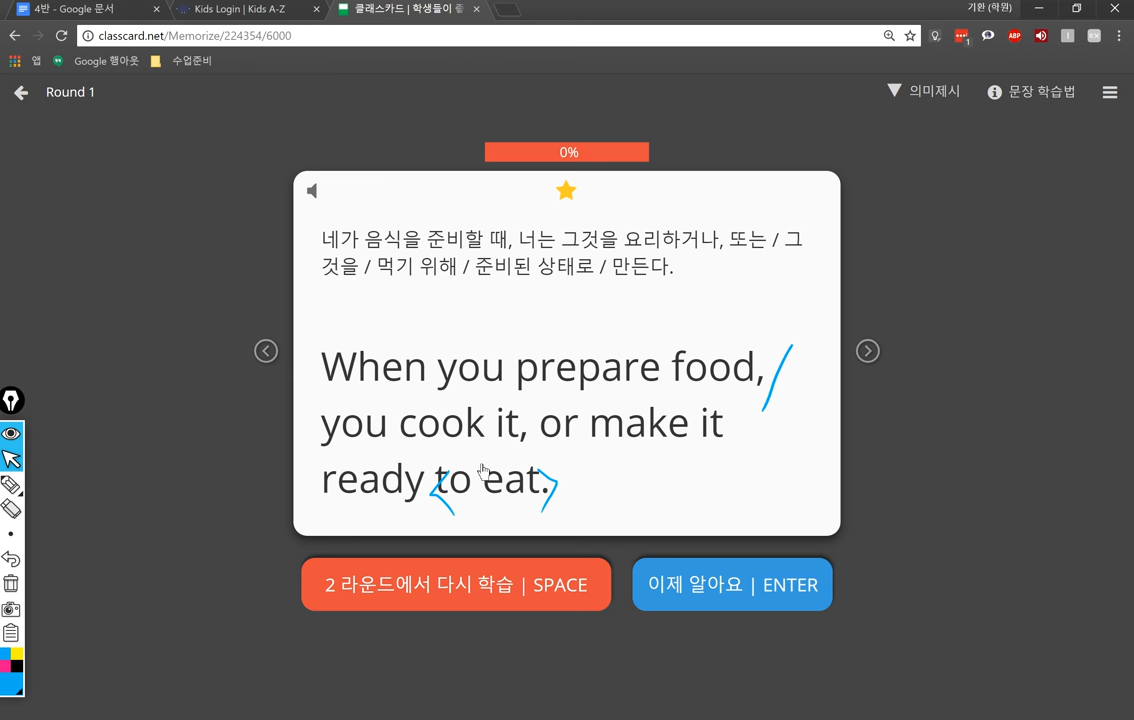 4반 - Google 문서
Kids Login | Kids A-Z
클래스카드 | 학생들이 
기환 (학원)
classcard.net/Memorize/224354/6000
1
ABP
앱
Google 행아웃
수업준비
Round 1
의미제시
문장 학습법
0%
네가 음식을 준비할 때, 너는 그것을 요리하거나, 또는 / 그
것을 / 먹기 위해 / 준비된 상태로 / 만든다.
When you prepare food,
you cook it, or make it
ready to eat.
2 라운드에서 다시 학습 | SPACE
이제 알아요 | ENTER